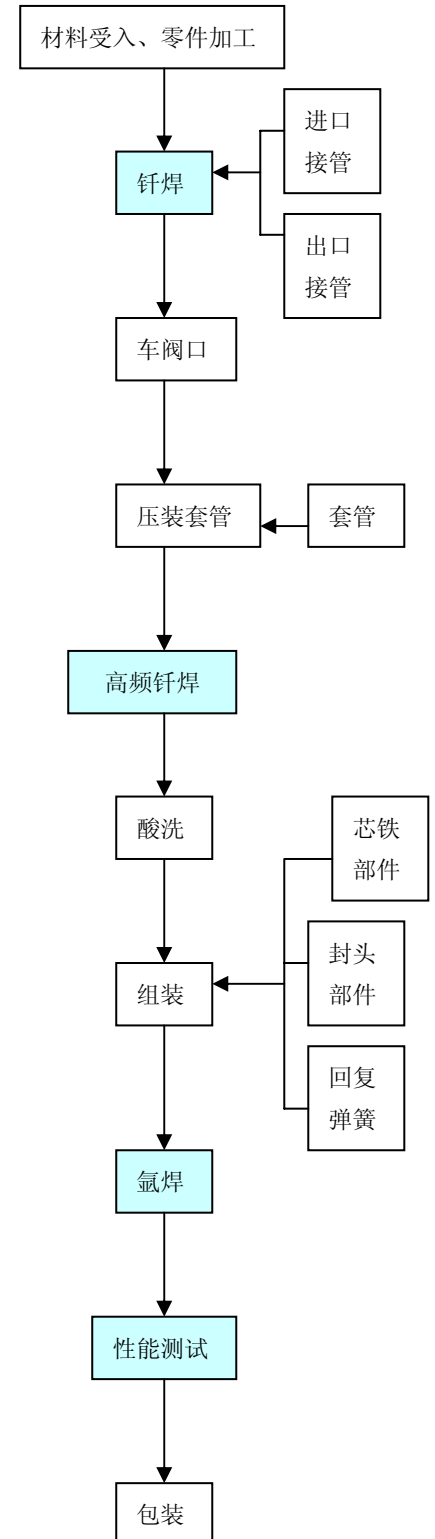 材料受入、零件加工
进口
接管
钎焊
出口
接管
车阀口
压装套管
套管
高频钎焊
酸洗
芯铁
部件
封头
部件
组装
回复
弹簧
氩焊
性能测试
包装